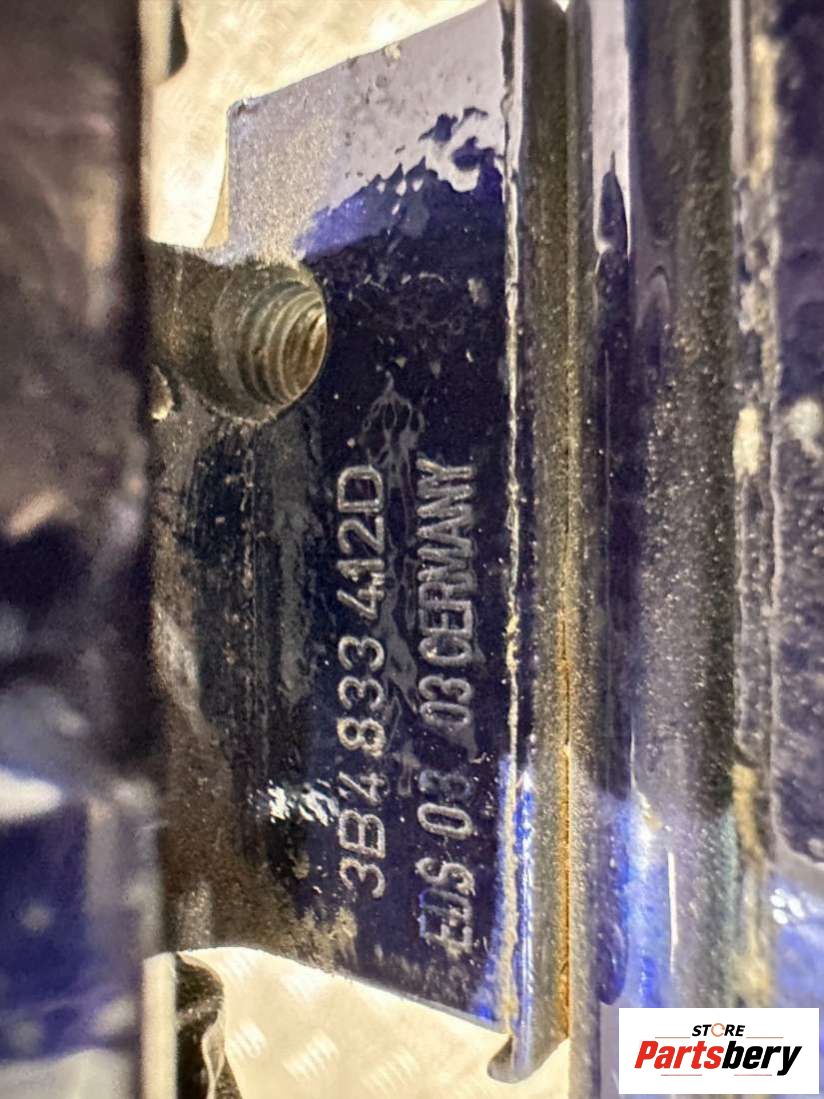 3B4 833 412D
EDS 03 03 GERMANY
STORE
Partsbery